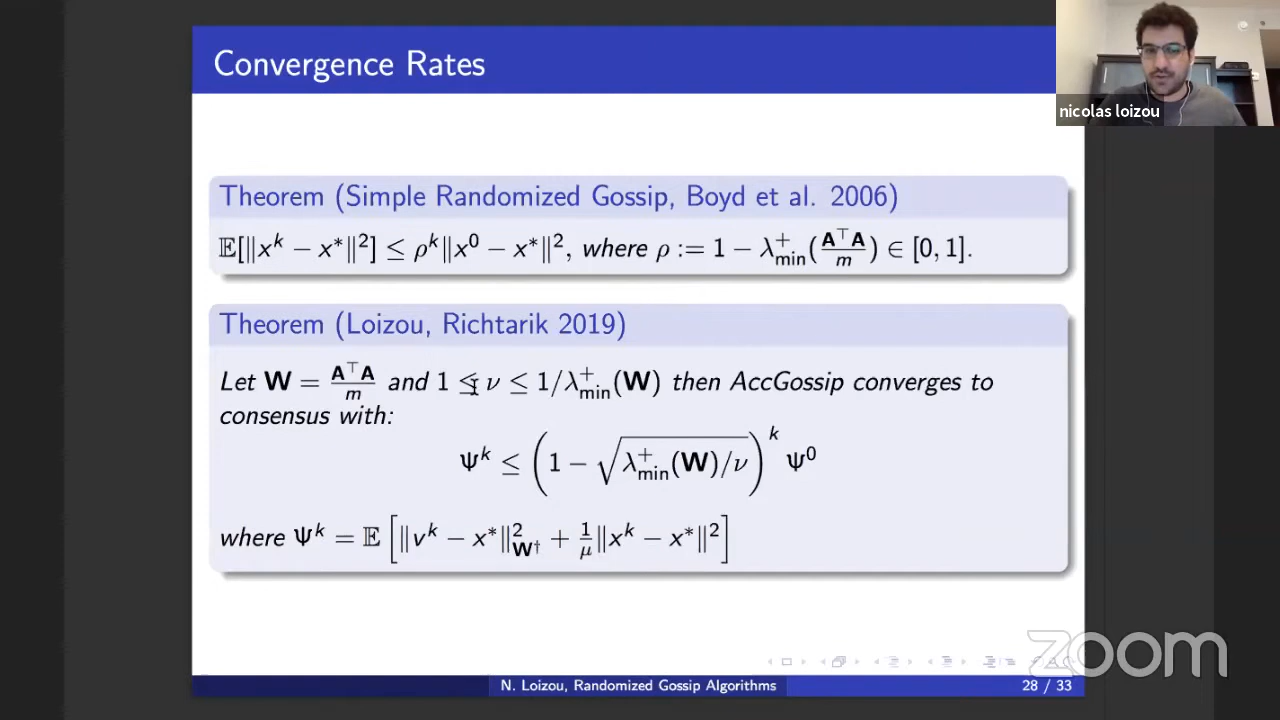 Convergence Rates
nicolas loizou
Theorem (Simple Randomized Gossip, Boyd et al. 2006)
𝔼[‖x^k − x*‖²] ≤ ρ^k‖x⁰ − x*‖², where ρ := 1 − λ⁺_min(A^⊤A/m) ∈ [0, 1].
Theorem (Loizou, Richtarik 2019)
Let W = A^⊤A/m and 1 ≤ ν ≤ 1/λ⁺_min(W) then AccGossip converges to
consensus with:
Ψ^k ≤ (1 − √(λ⁺_min(W)/ν))^k Ψ⁰
where Ψ^k = 𝔼[‖v^k − x*‖²_W† + 1/μ‖x^k − x*‖²]
zoom
N. Loizou, Randomized Gossip Algorithms
28 / 33